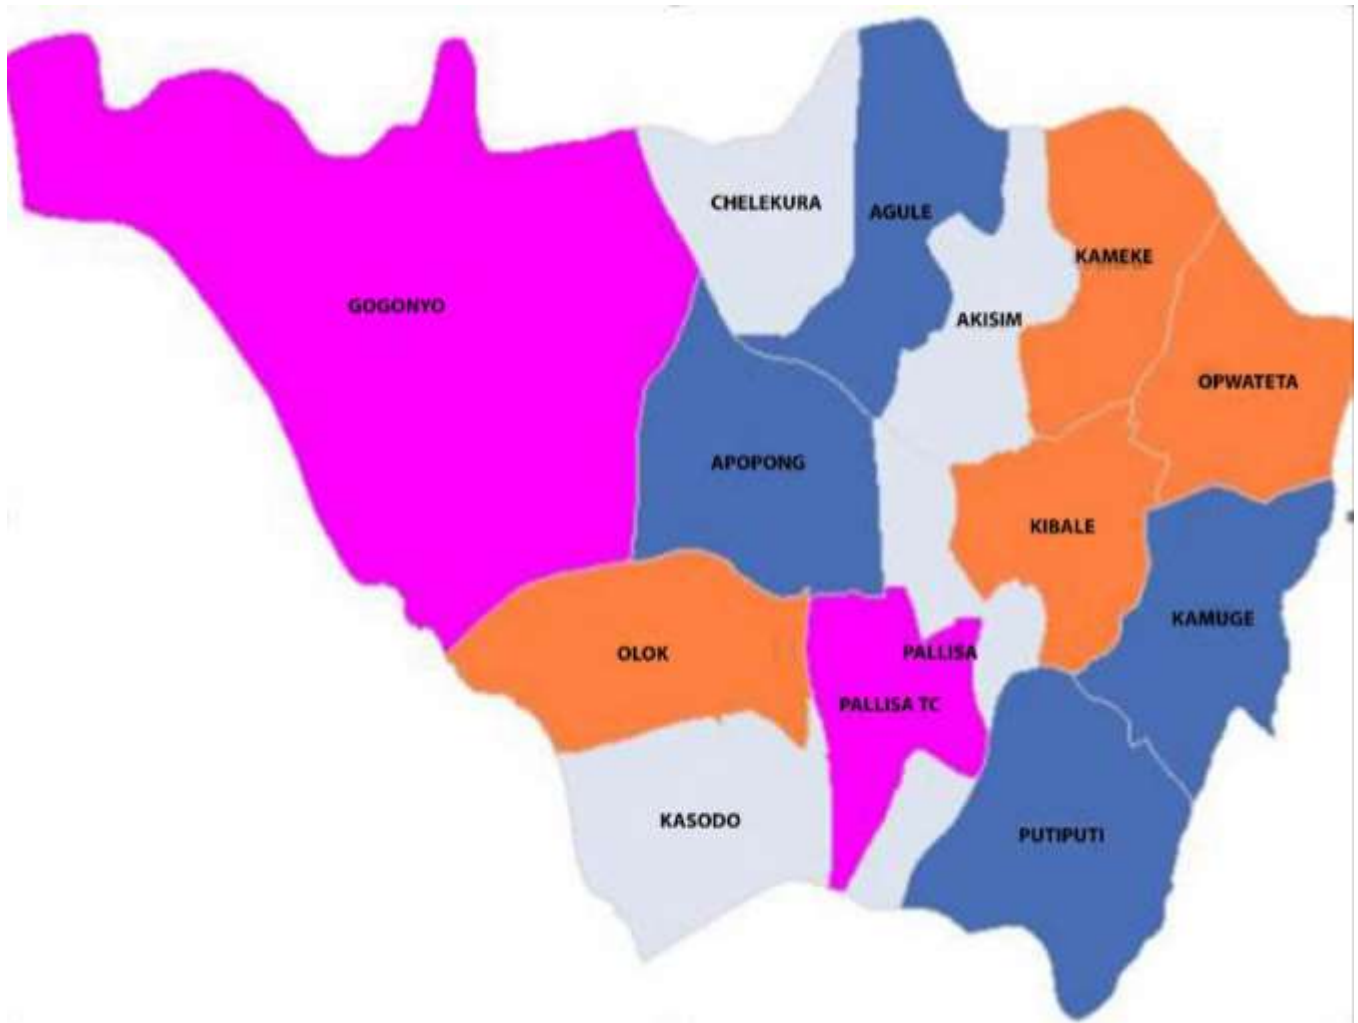 CHELEKURA
AGULE
KAMEKE
GOGONYO
AKISIM
OPWATETA
APOPONG
KIBALE
KAMUGE
OLOK
PALLISA
PALLISA TC
KASODO
PUTIPUTI